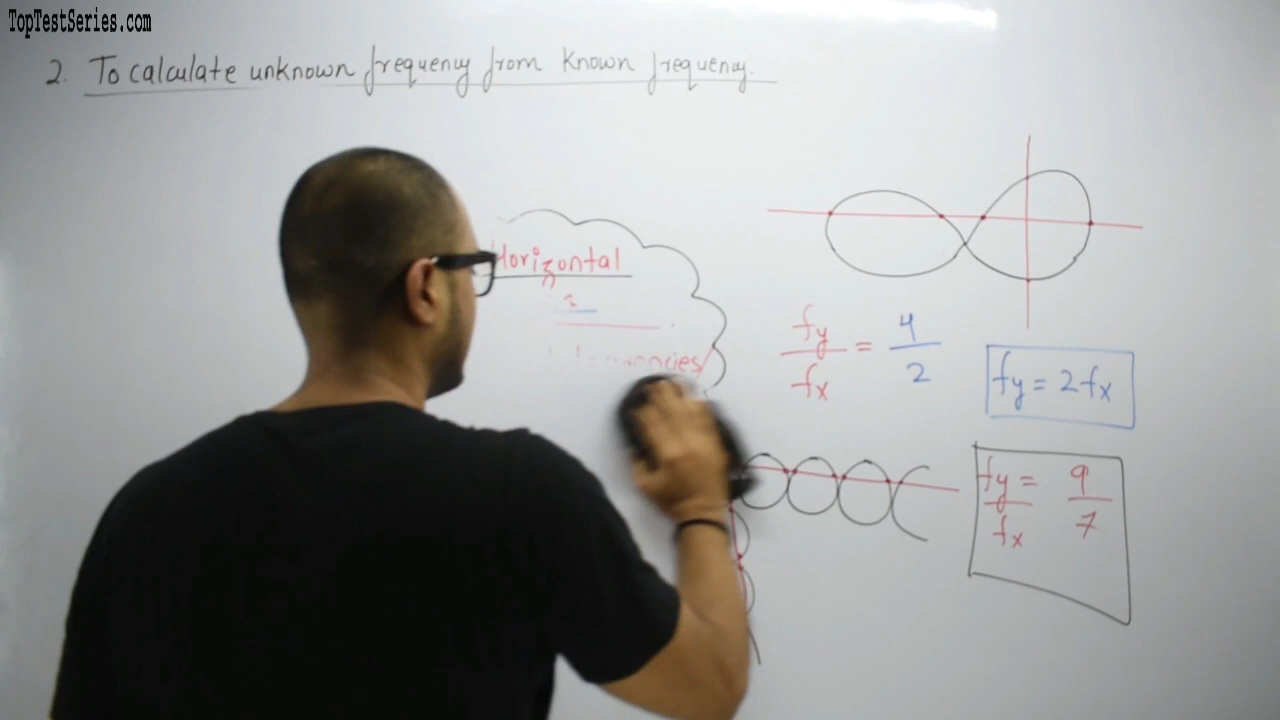 TopTestSeries.com
2. To calculate unknown frequency from known frequency.
Horizontal
2
fy/fx = 4/2
fy = 2fx
fy/fx = 9/7